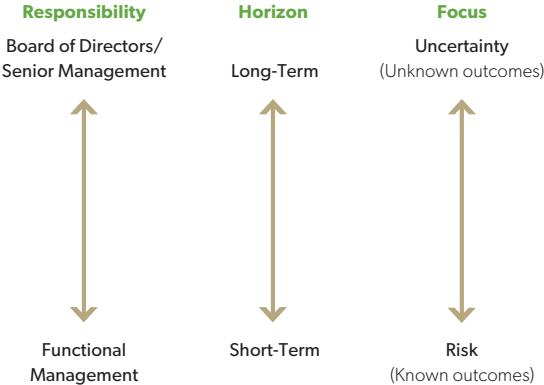 Responsibility
Horizon
Focus
Board of Directors/
Senior Management
Long-Term
Uncertainty
(Unknown outcomes)
Functional
Management
Short-Term
Risk
(Known outcomes)